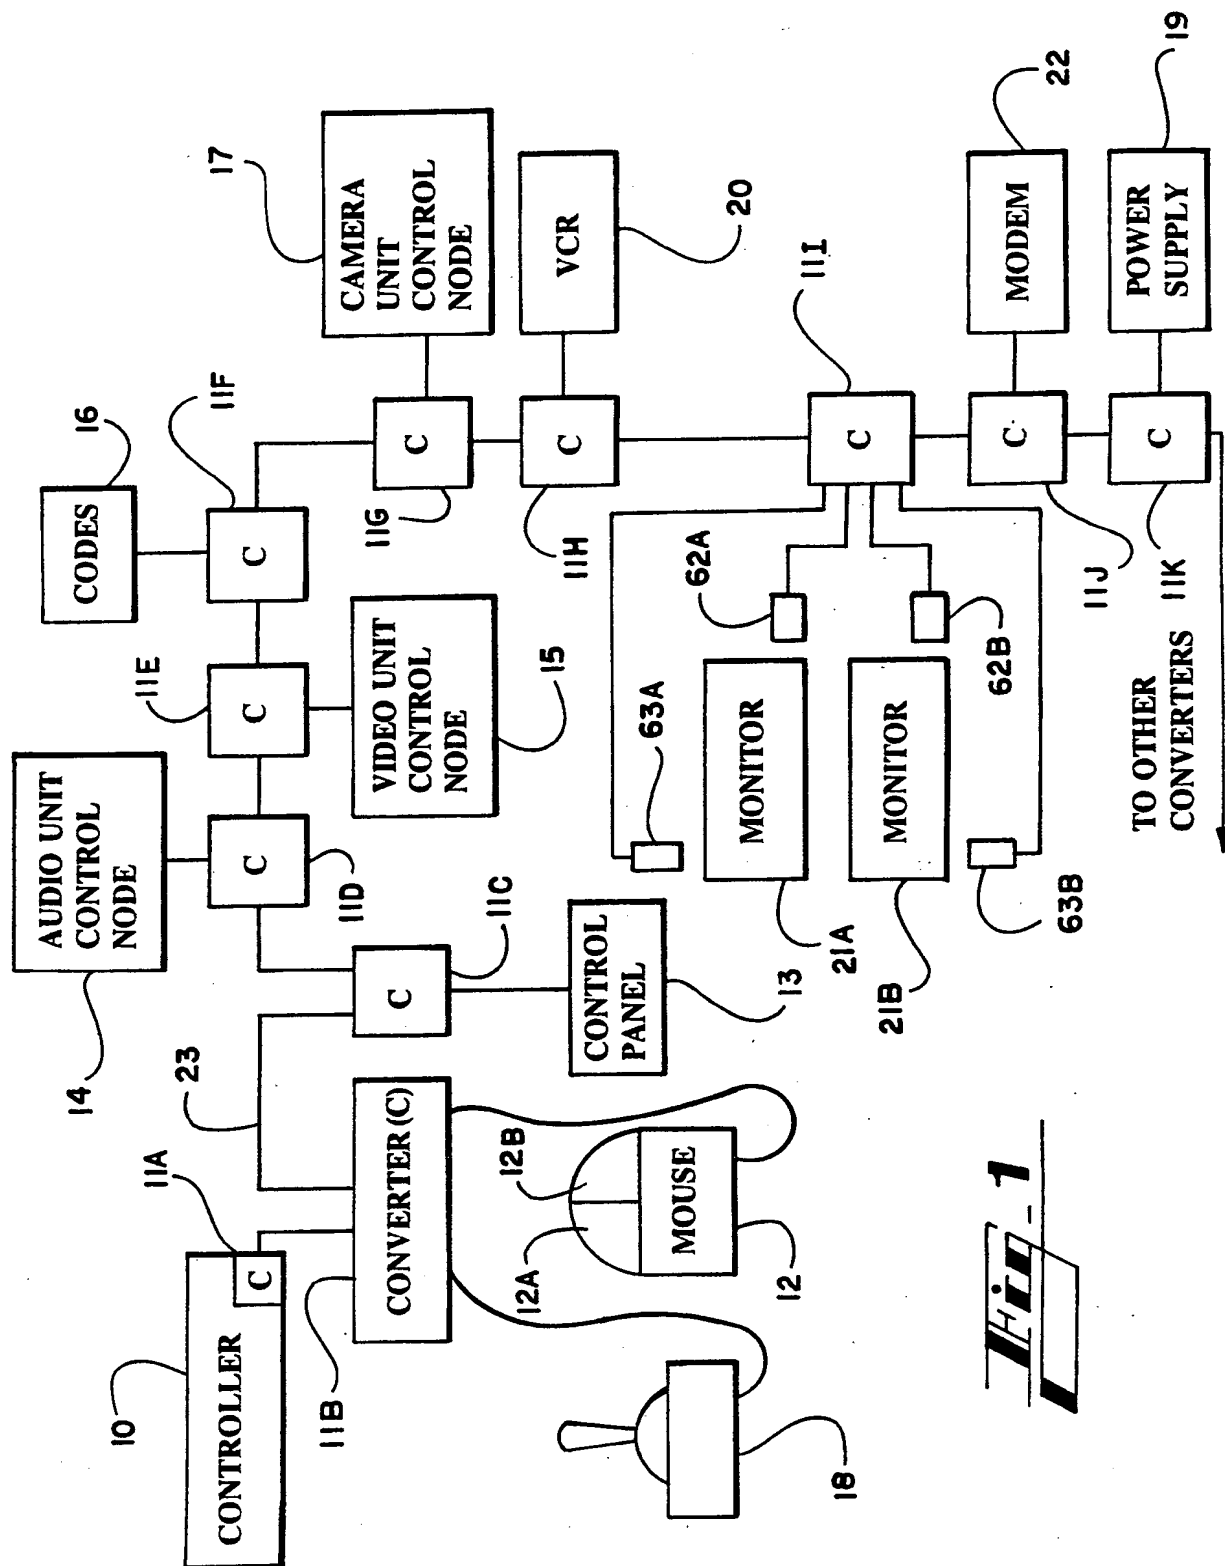 10
CONTROLLER
C
11A
23
14
AUDIO UNIT
CONTROL
NODE
C
11D
11E
C
VIDEO UNIT
CONTROL
NODE
15
CODES
16
11F
C
17
CAMERA
UNIT
CONTROL
NODE
C
11G
VCR
20
C
11H
11B
CONVERTER (C)
C
11C
CONTROL
PANEL
13
12A
12B
MOUSE
12
18
63A
62A
MONITOR
21A
MONITOR
21B
62B
63B
11I
C
MODEM
22
C
11J
POWER
SUPPLY
19
C
11K
TO OTHER
CONVERTERS
Fig_1